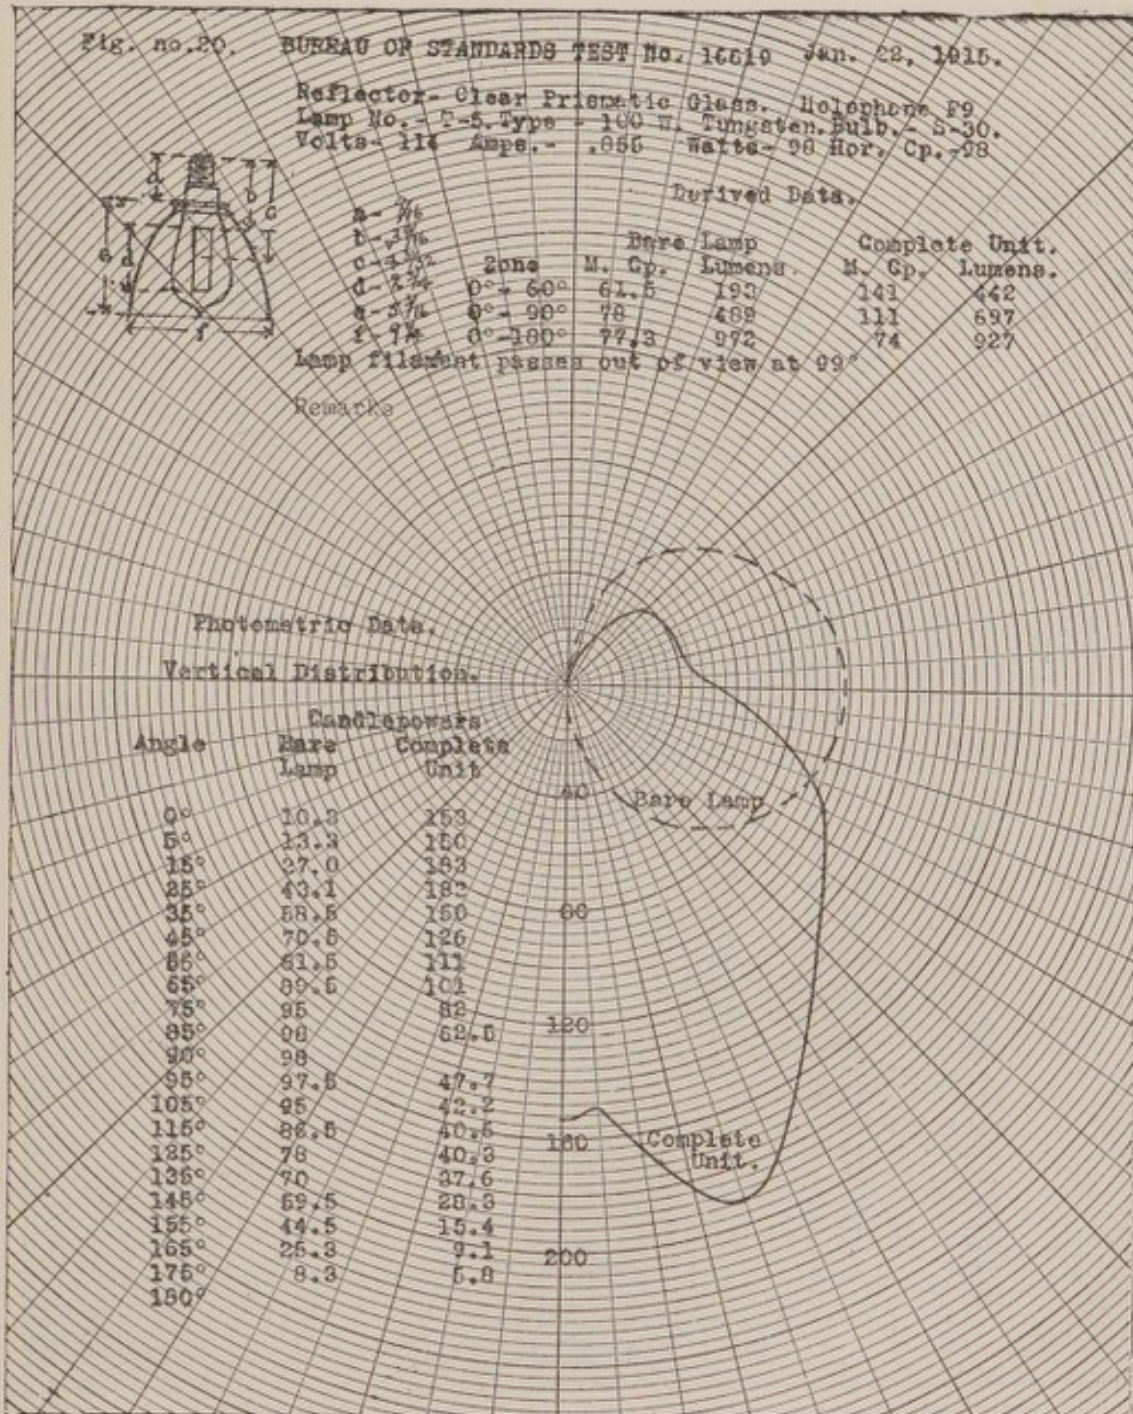 Fig. no.20. BUREAU OF STANDARDS TEST No. 16610 Jan. 22, 1915.
Reflector- Clear Prismatic Glass. Holophone F9
Lamp No.- T-5. Type - 100 W. Tungsten. Bulb.- S-30.
Volts- 114 Amps.- .855 Watts- 98 Hor. Cp.-98
Derived Data.
Bare Lamp Complete Unit.
Zone M. Cp. Lumens. M. Cp. Lumens.
0°- 60° 61.5 193 141 442
0°- 90° 78 489 111 697
0°-180° 77.3 972 74 927
a-
b-
c-
d-
e-
f-
Lamp filament passes out of view at 99°
Remarks
Photometric Data.
Vertical Distribution.
Candlepowers
Angle Bare Complete
Lamp Unit
0° 10.3 153
5° 13.3 150
15° 27.0 183
25° 43.1 182
35° 58.5 150
45° 70.5 126
55° 81.5 111
65° 89.5 101
75° 95 82
85° 98 62.5
90° 98
95° 97.5 47.7
105° 95 42.2
115° 86.5 40.5
125° 78 40.3
135° 70 37.6
145° 59.5 28.3
155° 44.5 15.4
165° 25.3 9.1
175° 8.3 5.8
180°
40
80
120
160
200
Bare Lamp
Complete
Unit.